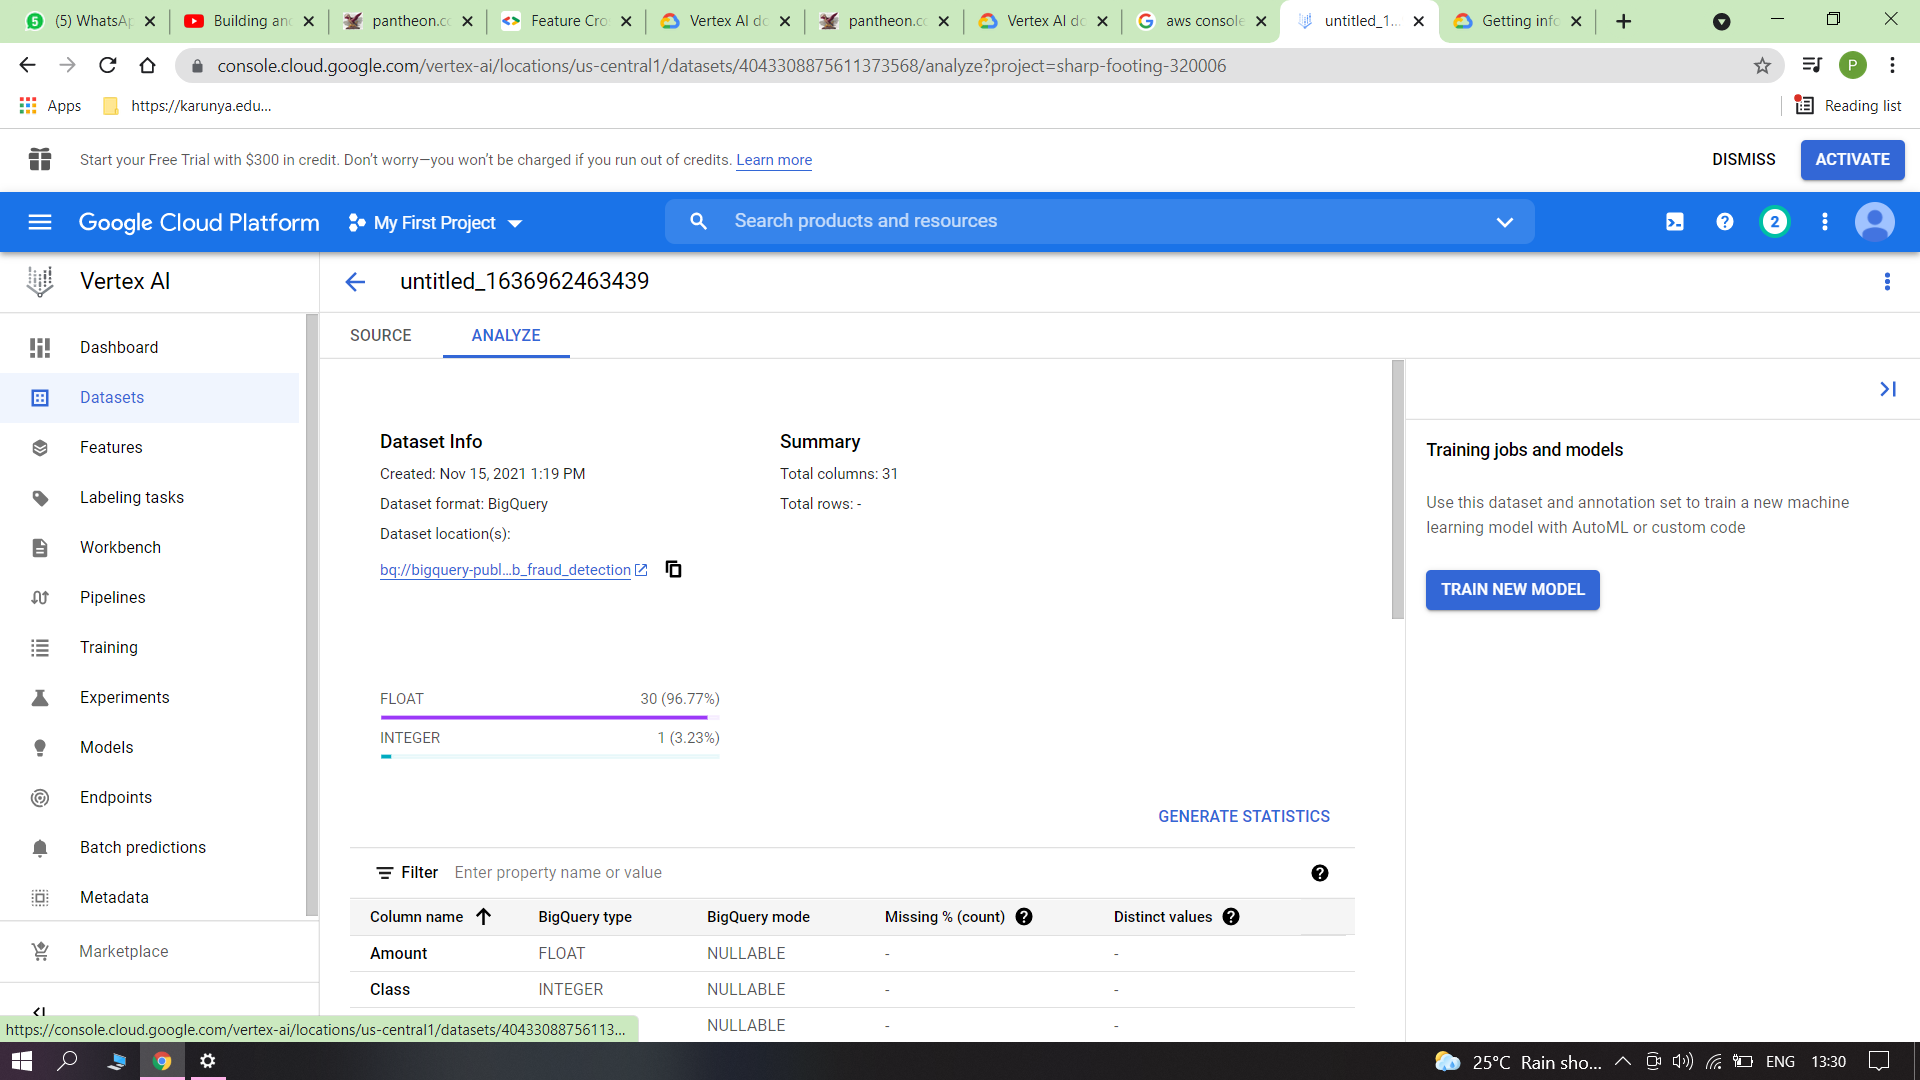 (5) WhatsAp
Building an
pantheon.co
Feature Cro
Vertex AI do
pantheon.co
Vertex AI do
aws console
untitled_1...
Getting info
console.cloud.google.com/vertex-ai/locations/us-central1/datasets/4043308875611373568/analyze?project=sharp-footing-320006
P
Apps
https://karunya.edu...
Reading list
Start your Free Trial with $300 in credit. Don't worry—you won't be charged if you run out of credits. Learn more
DISMISS
ACTIVATE
Google Cloud Platform
My First Project
Search products and resources
2
Vertex AI
untitled_1636962463439
SOURCE
ANALYZE
Dashboard
Datasets
Features
Labeling tasks
Workbench
Pipelines
Training
Experiments
Models
Endpoints
Batch predictions
Metadata
Marketplace
Dataset Info
Created: Nov 15, 2021 1:19 PM
Dataset format: BigQuery
Dataset location(s):
bq://bigquery-publ...b_fraud_detection
Summary
Total columns: 31
Total rows: -
FLOAT 30 (96.77%)
INTEGER 1 (3.23%)
GENERATE STATISTICS
Filter Enter property name or value
Column name BigQuery type BigQuery mode Missing % (count) Distinct values
Amount FLOAT NULLABLE - -
Class INTEGER NULLABLE - -
NULLABLE - -
Training jobs and models
Use this dataset and annotation set to train a new machine
learning model with AutoML or custom code
TRAIN NEW MODEL
https://console.cloud.google.com/vertex-ai/locations/us-central1/datasets/40433088756113...
25°C Rain sho...
ENG
13:30